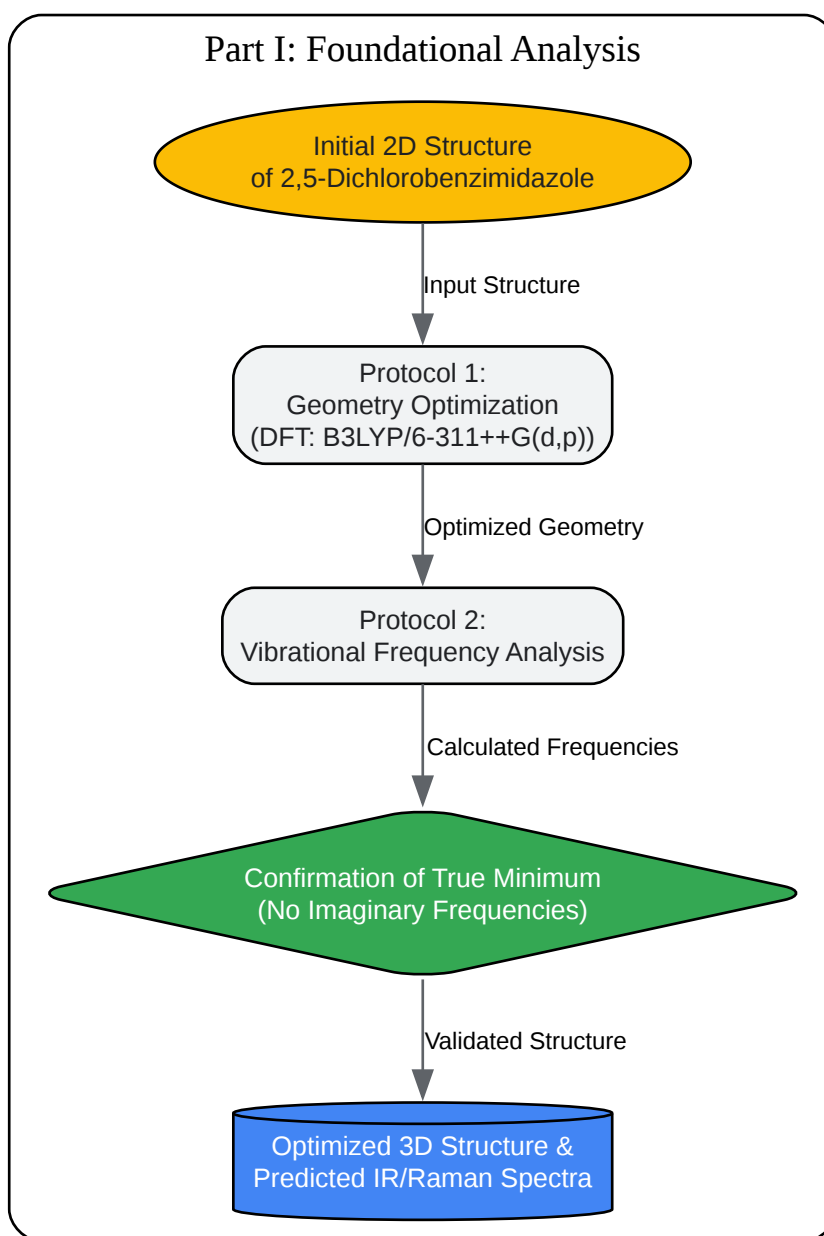 Part I: Foundational Analysis
Initial 2D Structure
of 2,5-Dichlorobenzimidazole
Input Structure
Protocol 1:
Geometry Optimization
(DFT: B3LYP/6-311++G(d,p))
Optimized Geometry
Protocol 2:
Vibrational Frequency Analysis
Calculated Frequencies
Confirmation of True Minimum
(No Imaginary Frequencies)
Validated Structure
Optimized 3D Structure &
Predicted IR/Raman Spectra